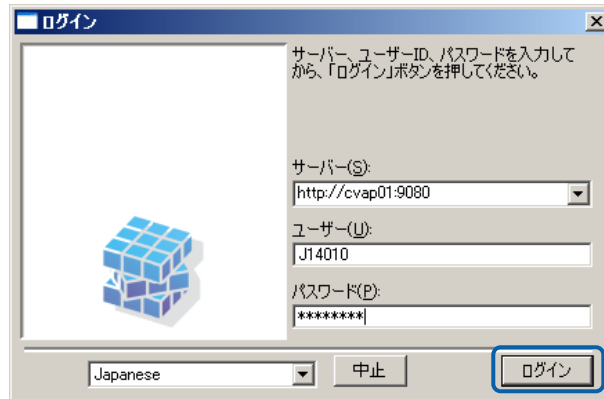 ログイン
サーバー、ユーザーID、パスワードを入力して
から、「ログイン」ボタンを押してください。
サーバー(S):
http://cvap01:9080
ユーザー(U):
J14010
パスワード(P):
********
Japanese
中止
ログイン